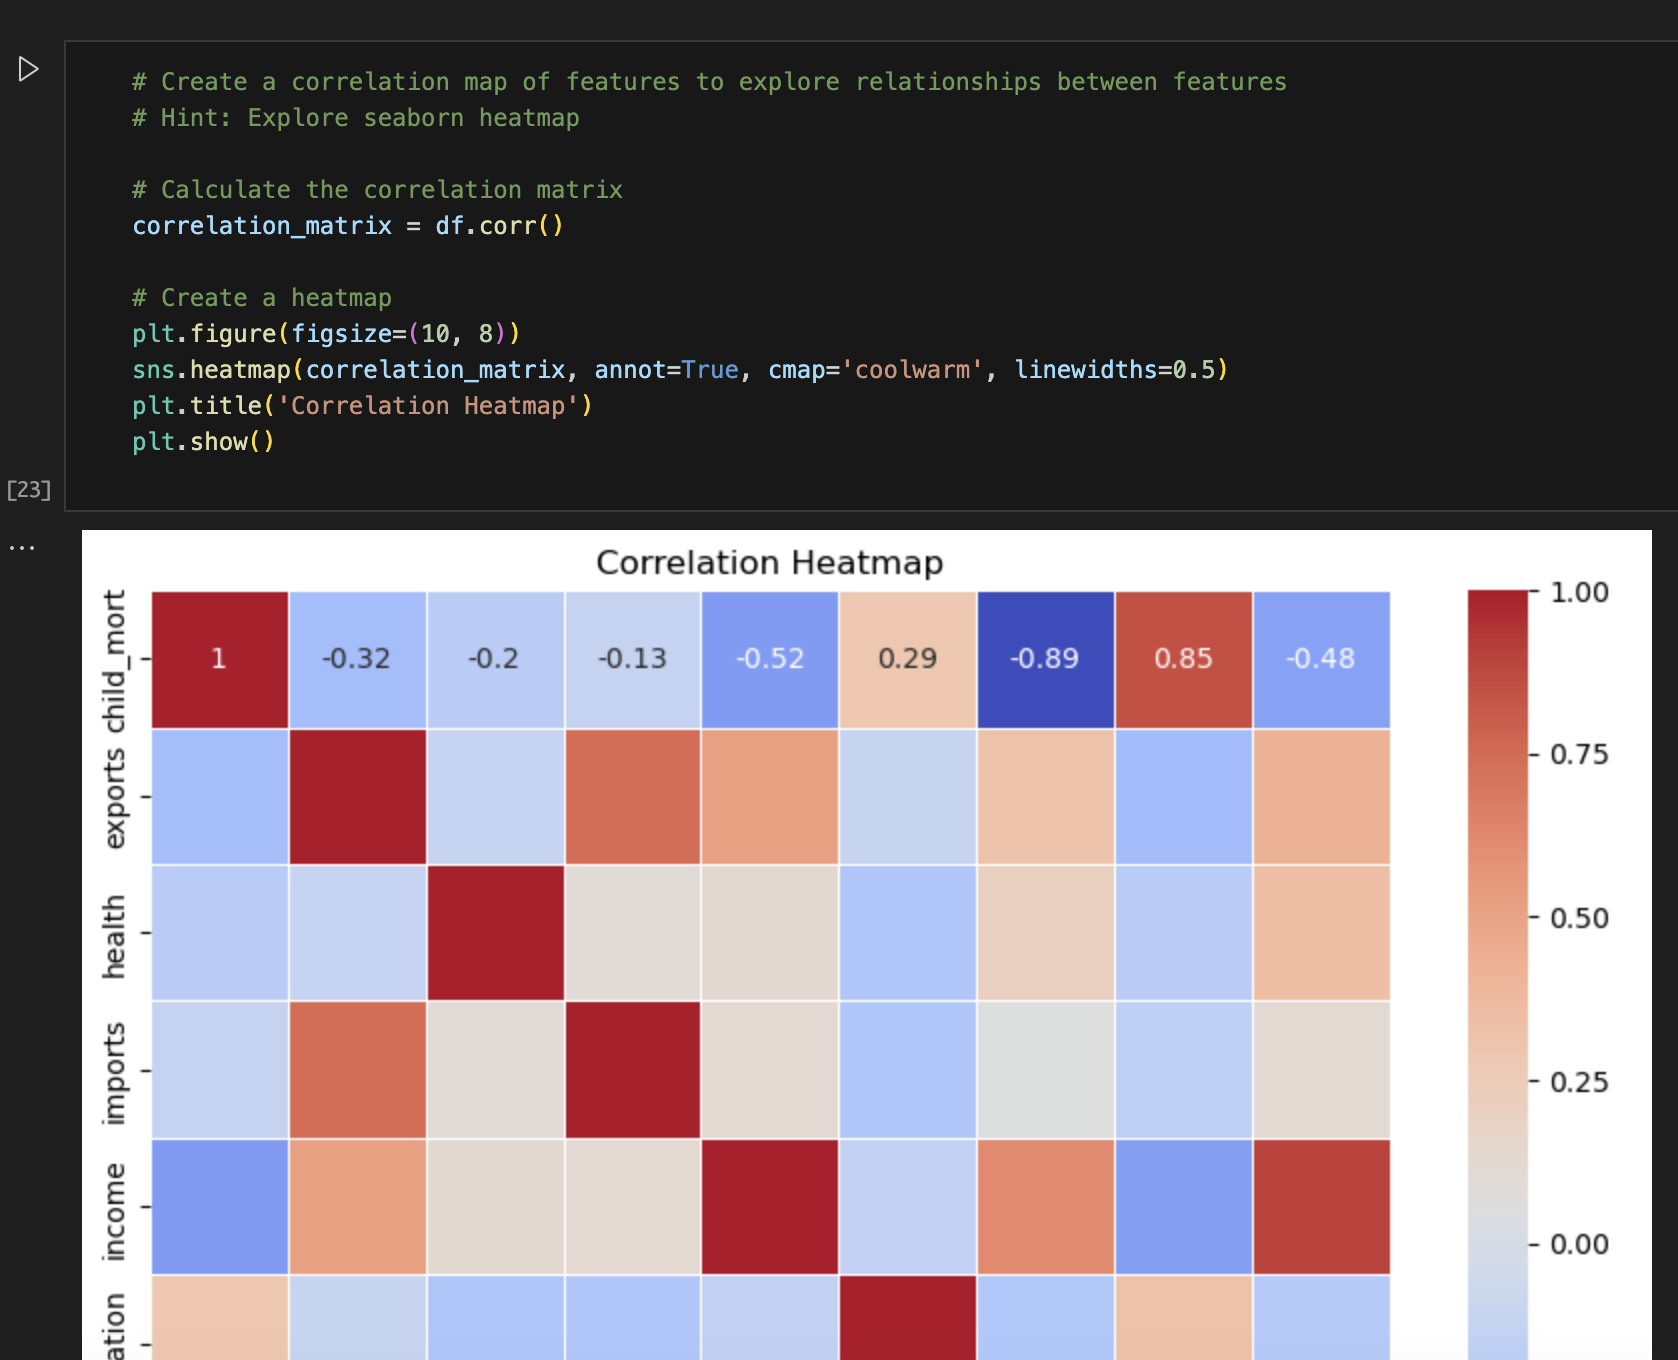 # Create a correlation map of features to explore relationships between features
# Hint: Explore seaborn heatmap
# Calculate the correlation matrix
correlation_matrix = df.corr()
# Create a heatmap
plt.figure(figsize=(10, 8))
sns.heatmap(correlation_matrix, annot=True, cmap='coolwarm', linewidths=0.5)
plt.title('Correlation Heatmap')
plt.show()
[23]
...
Correlation Heatmap
child_mort 1 -0.32 -0.2 -0.13 -0.52 0.29 -0.89 0.85 -0.48
exports
health
imports
income
ation
1.00
0.75
0.50
0.25
0.00